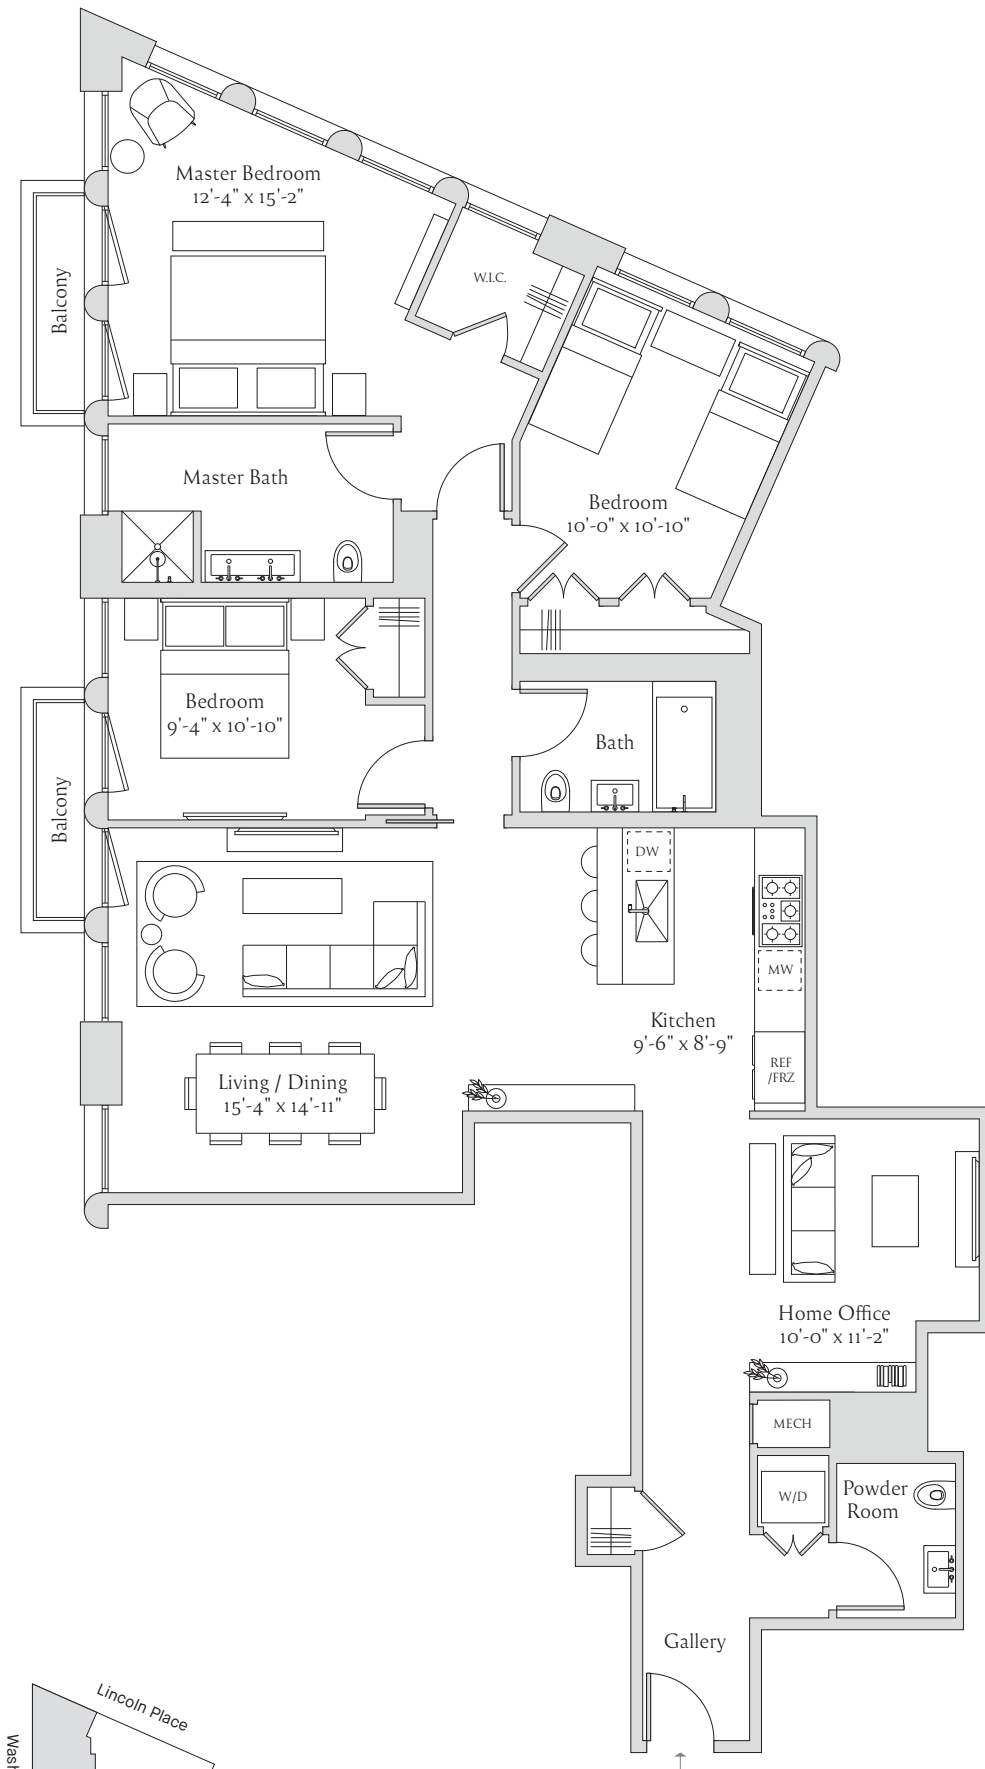 Master Bedroom
12'-4" x 15'-2"
W.I.C.
Balcony
Master Bath
Bedroom
10'-0" x 10'-10"
Bedroom
9'-4" x 10'-10"
Bath
Balcony
DW
MW
Kitchen
9'-6" x 8'-9"
REF
/FRZ
Living / Dining
15'-4" x 14'-11"
Home Office
10'-0" x 11'-2"
MECH
W/D
Powder
Room
Gallery
Lincoln Place